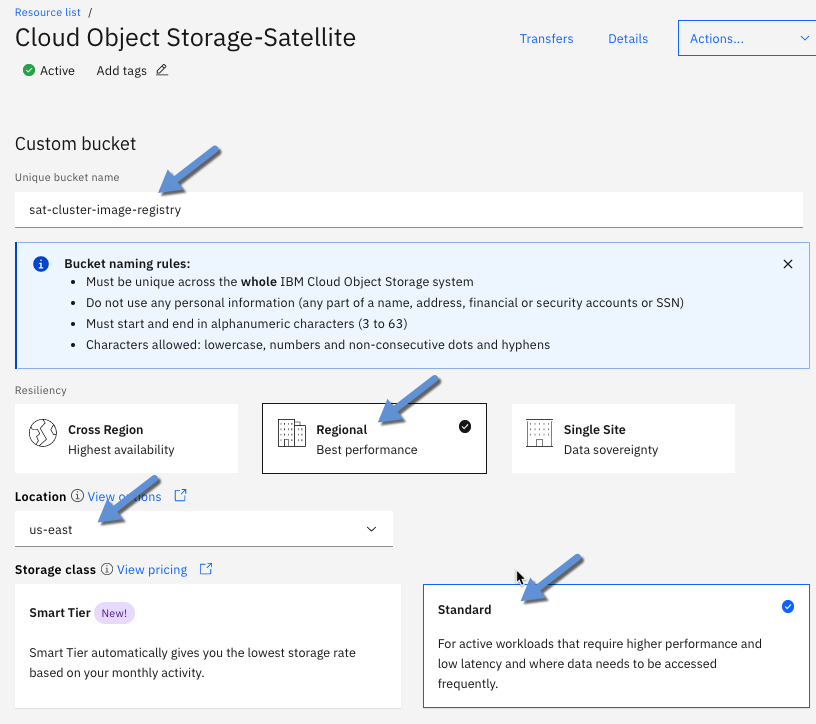 Resource list /
Cloud Object Storage-Satellite
Transfers Details Actions...
Active Add tags
Custom bucket
Unique bucket name
sat-cluster-image-registry
Bucket naming rules:
Must be unique across the whole IBM Cloud Object Storage system
Do not use any personal information (any part of a name, address, financial or security accounts or SSN)
Must start and end in alphanumeric characters (3 to 63)
Characters allowed: lowercase, numbers and non-consecutive dots and hyphens
Resiliency
Cross Region
Highest availability
Regional
Best performance
Single Site
Data sovereignty
Location View options
us-east
Storage class View pricing
Smart Tier New!
Smart Tier automatically gives you the lowest storage rate
based on your monthly activity.
Standard
For active workloads that require higher performance and
low latency and where data needs to be accessed
frequently.